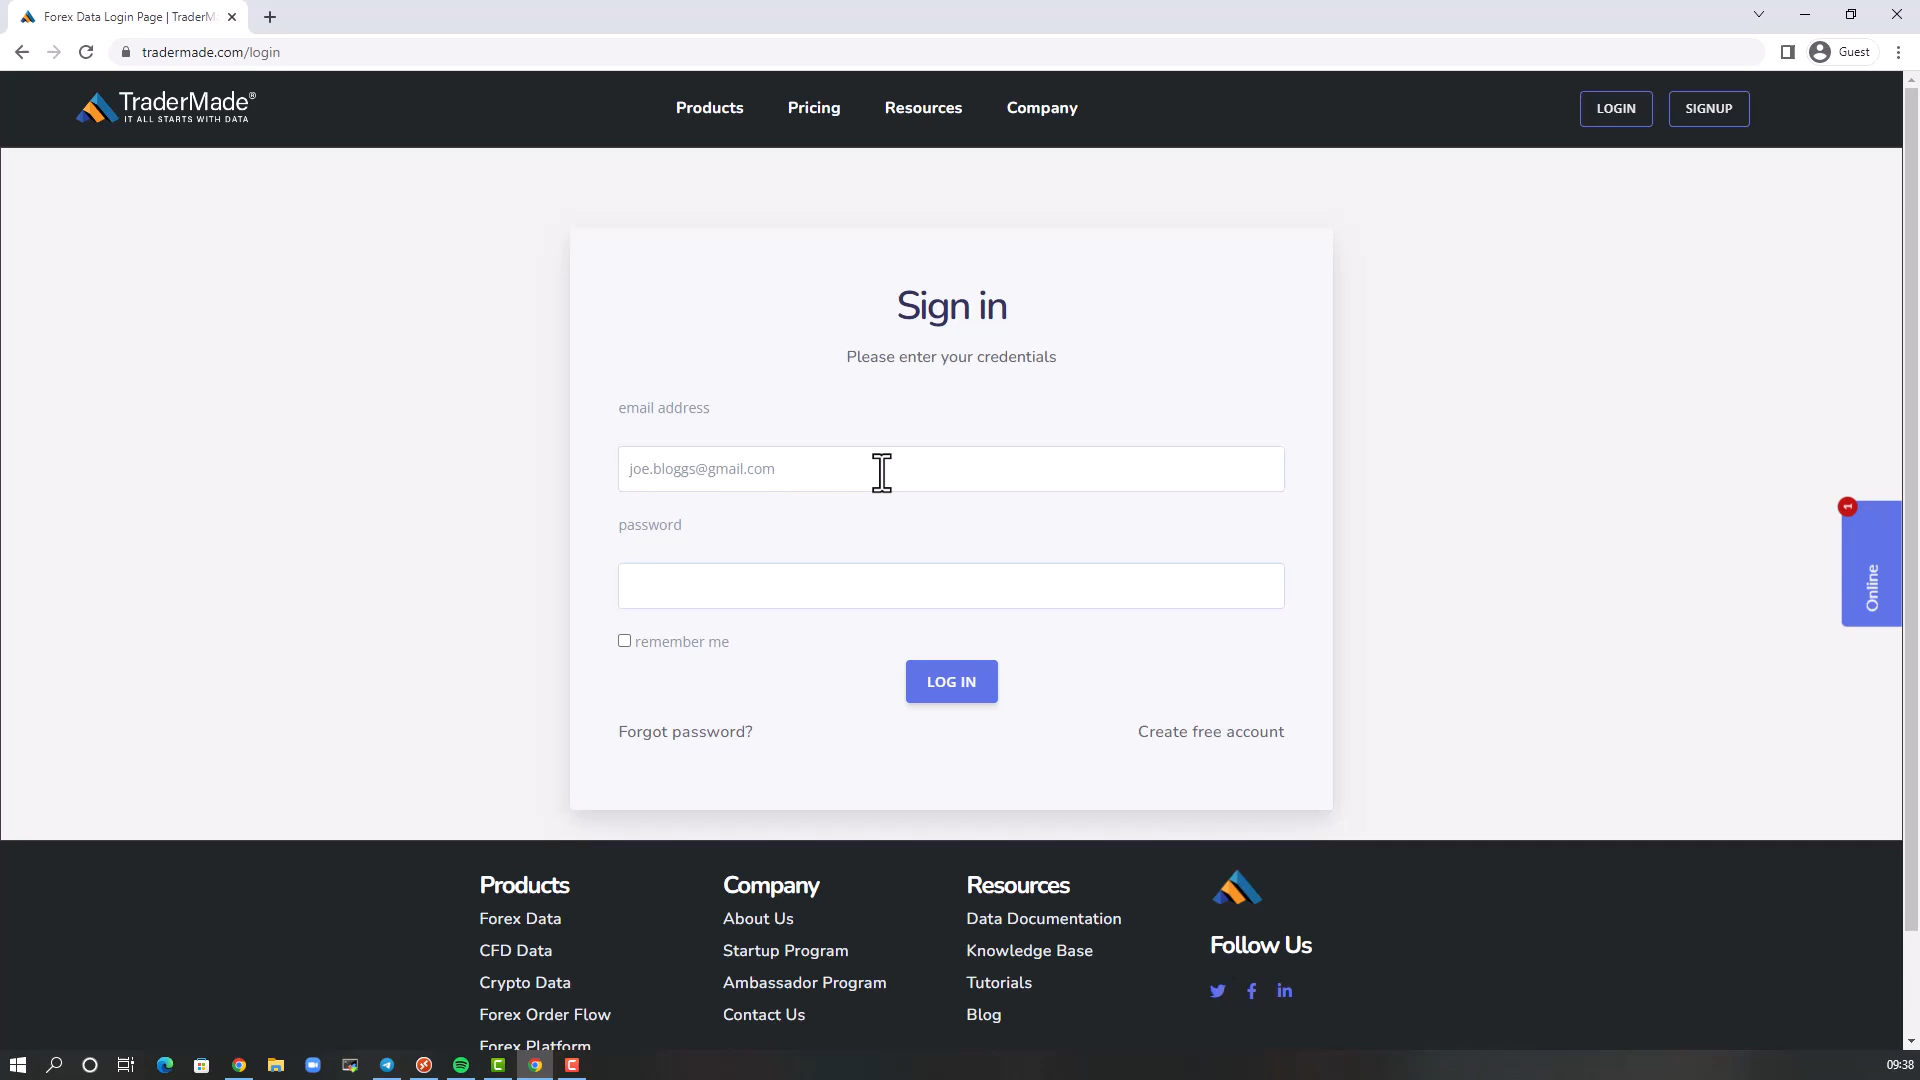 Forex Data Login Page | TraderM
tradermade.com/login
Guest
TraderMade®
IT ALL STARTS WITH DATA
Products Pricing Resources Company
LOGIN SIGNUP
Sign in
Please enter your credentials
email address
joe.bloggs@gmail.com
password
remember me
LOG IN
Forgot password? Create free account
1
Online
Products
Forex Data
CFD Data
Crypto Data
Forex Order Flow
Forex Platform
Company
About Us
Startup Program
Ambassador Program
Contact Us
Resources
Data Documentation
Knowledge Base
Tutorials
Blog
Follow Us
09:38